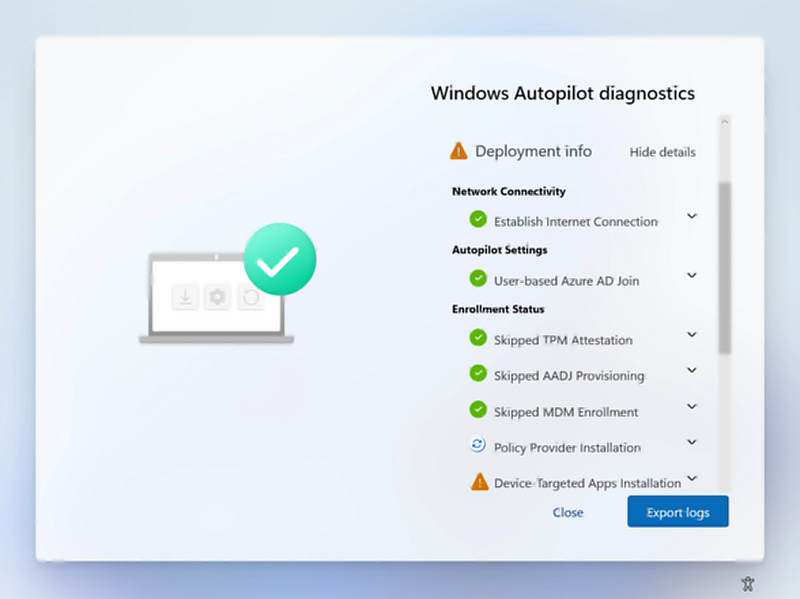 Windows Autopilot diagnostics
Deployment info Hide details
Network Connectivity
Establish Internet Connection
Autopilot Settings
User-based Azure AD Join
Enrollment Status
Skipped TPM Attestation
Skipped AADJ Provisioning
Skipped MDM Enrollment
Policy Provider Installation
Device-Targeted Apps Installation
Close Export logs